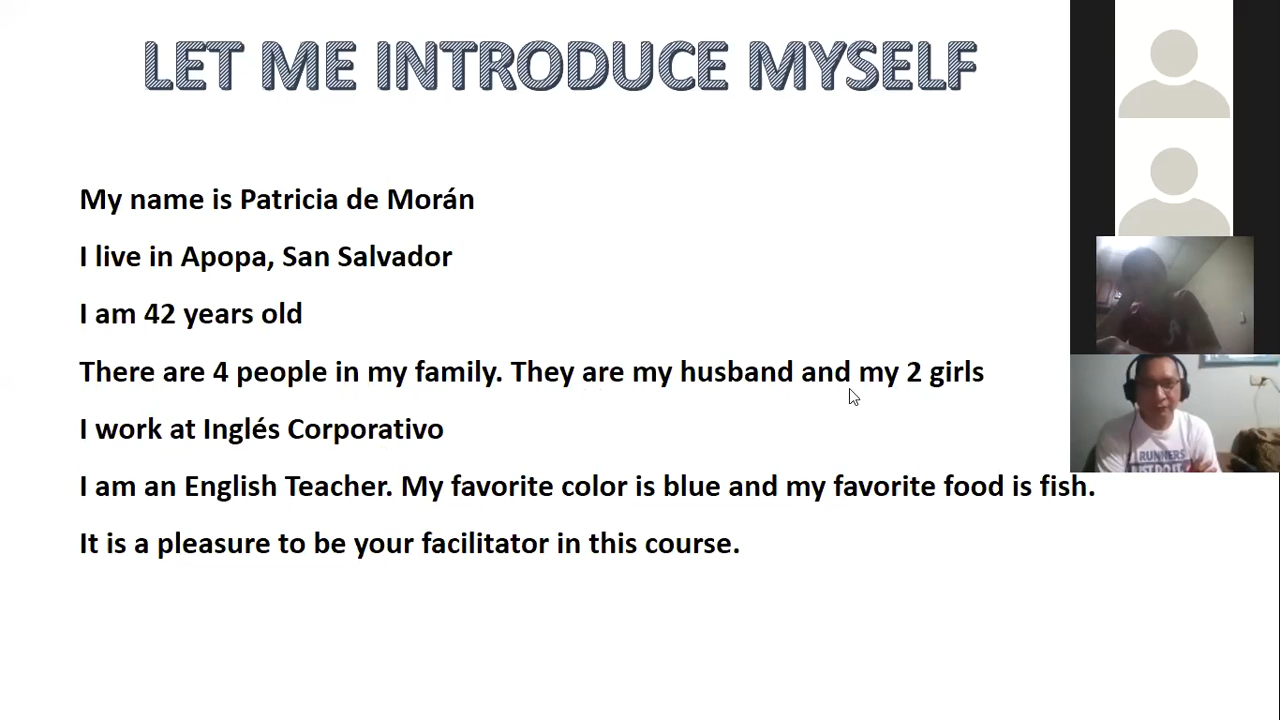 LET ME INTRODUCE MYSELF
My name is Patricia de Morán
I live in Apopa, San Salvador
I am 42 years old
There are 4 people in my family. They are my husband and my 2 girls
I work at Inglés Corporativo
I am an English Teacher. My favorite color is blue and my favorite food is fish.
It is a pleasure to be your facilitator in this course.
RUNNERS
JUST DO IT